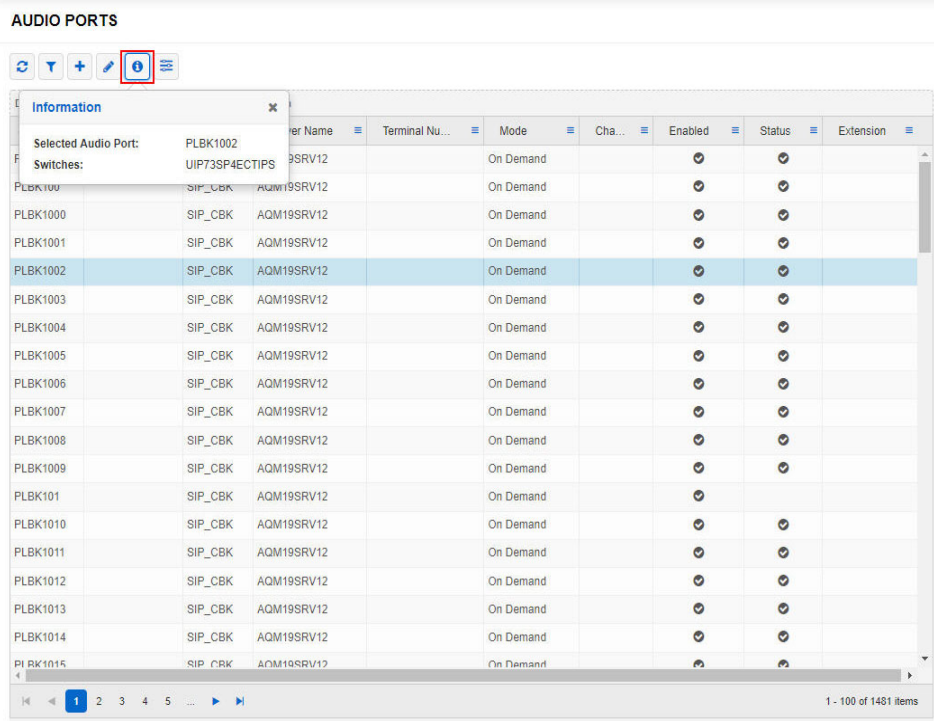 AUDIO PORTS
Information
Selected Audio Port: PLBK1002
Switches: UIP73SP4ECTIPS
Name Terminal Nu... Mode Cha... Enabled Status Extension
On Demand
PLBK100 SIP_CBK AQM19SRV12 On Demand
PLBK1000 SIP_CBK AQM19SRV12 On Demand
PLBK1001 SIP_CBK AQM19SRV12 On Demand
PLBK1002 SIP_CBK AQM19SRV12 On Demand
PLBK1003 SIP_CBK AQM19SRV12 On Demand
PLBK1004 SIP_CBK AQM19SRV12 On Demand
PLBK1005 SIP_CBK AQM19SRV12 On Demand
PLBK1006 SIP_CBK AQM19SRV12 On Demand
PLBK1007 SIP_CBK AQM19SRV12 On Demand
PLBK1008 SIP_CBK AQM19SRV12 On Demand
PLBK1009 SIP_CBK AQM19SRV12 On Demand
PLBK101 SIP_CBK AQM19SRV12 On Demand
PLBK1010 SIP_CBK AQM19SRV12 On Demand
PLBK1011 SIP_CBK AQM19SRV12 On Demand
PLBK1012 SIP_CBK AQM19SRV12 On Demand
PLBK1013 SIP_CBK AQM19SRV12 On Demand
PLBK1014 SIP_CBK AQM19SRV12 On Demand
PLBK1015 SIP_CBK AQM19SRV12 On Demand
1 2 3 4 5 ... 1 - 100 of 1481 items